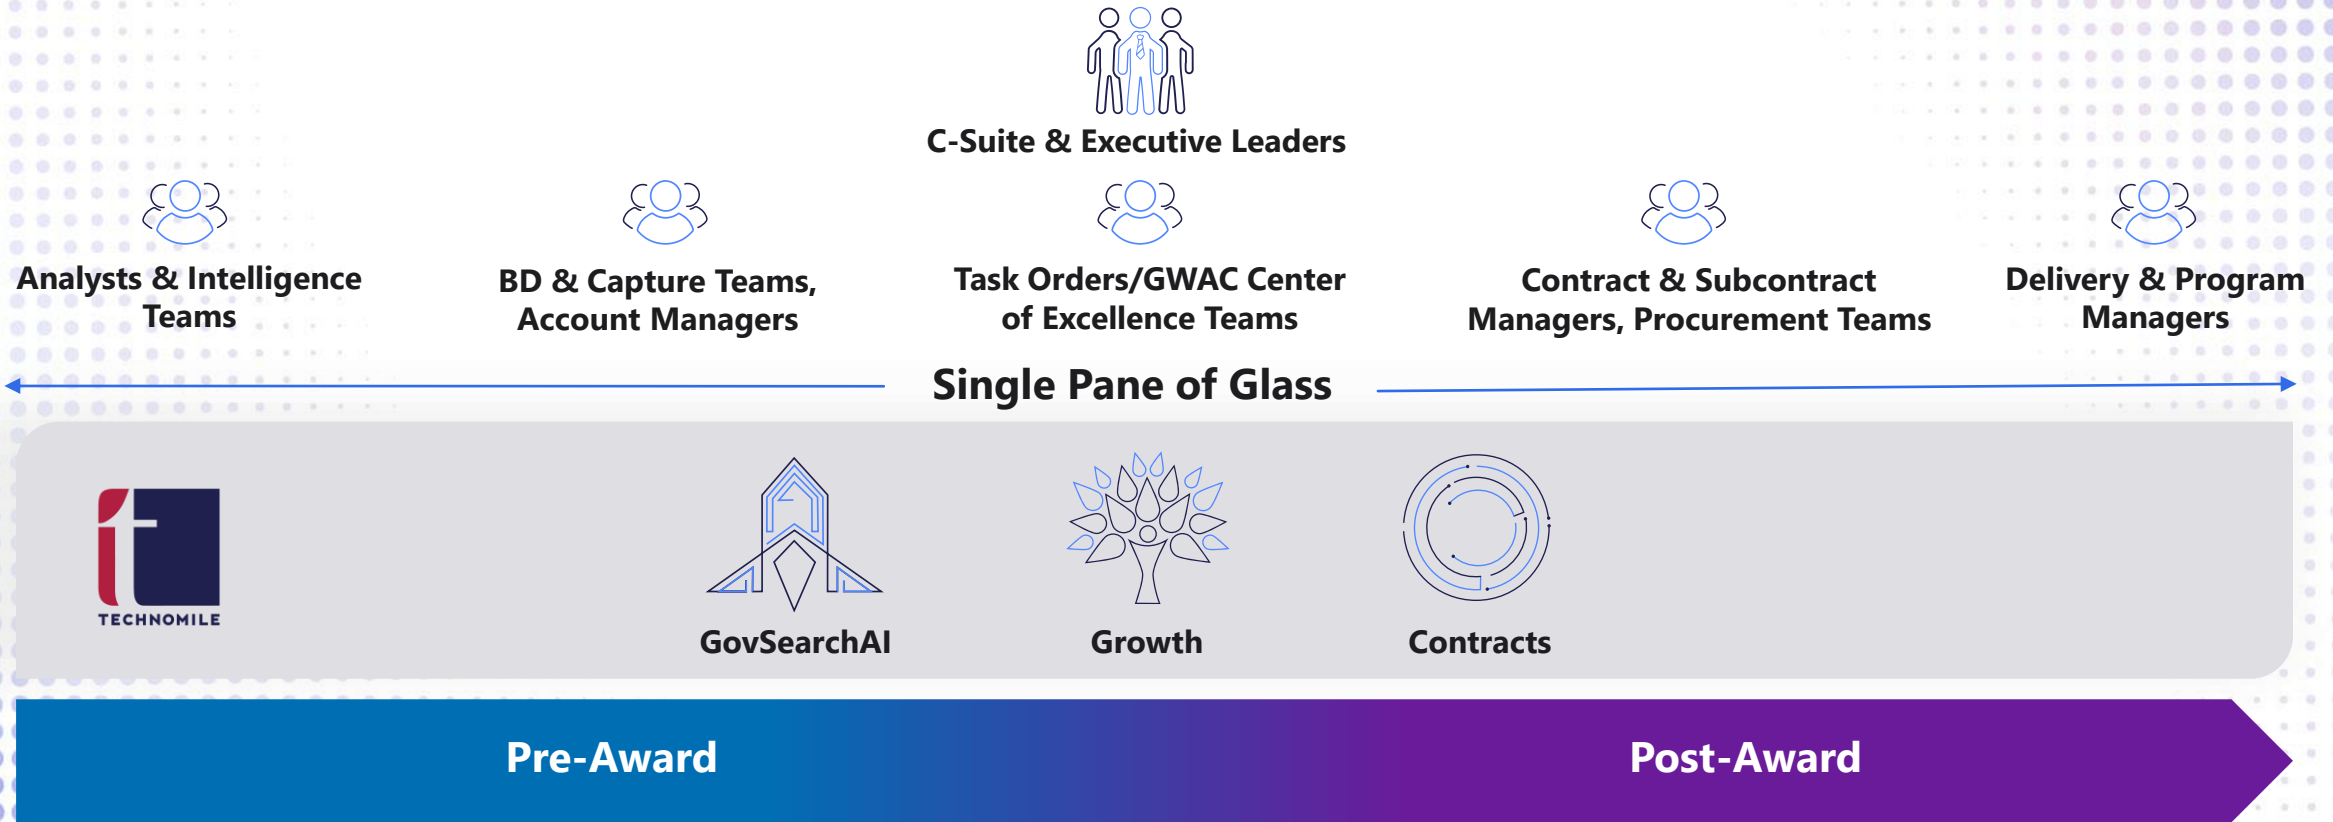 C-Suite & Executive Leaders
Analysts & Intelligence
Teams
BD & Capture Teams,
Account Managers
Task Orders/GWAC Center
of Excellence Teams
Contract & Subcontract
Managers, Procurement Teams
Delivery & Program
Managers
Single Pane of Glass
TECHNOMILE
GovSearchAI
Growth
Contracts
Pre-Award
Post-Award